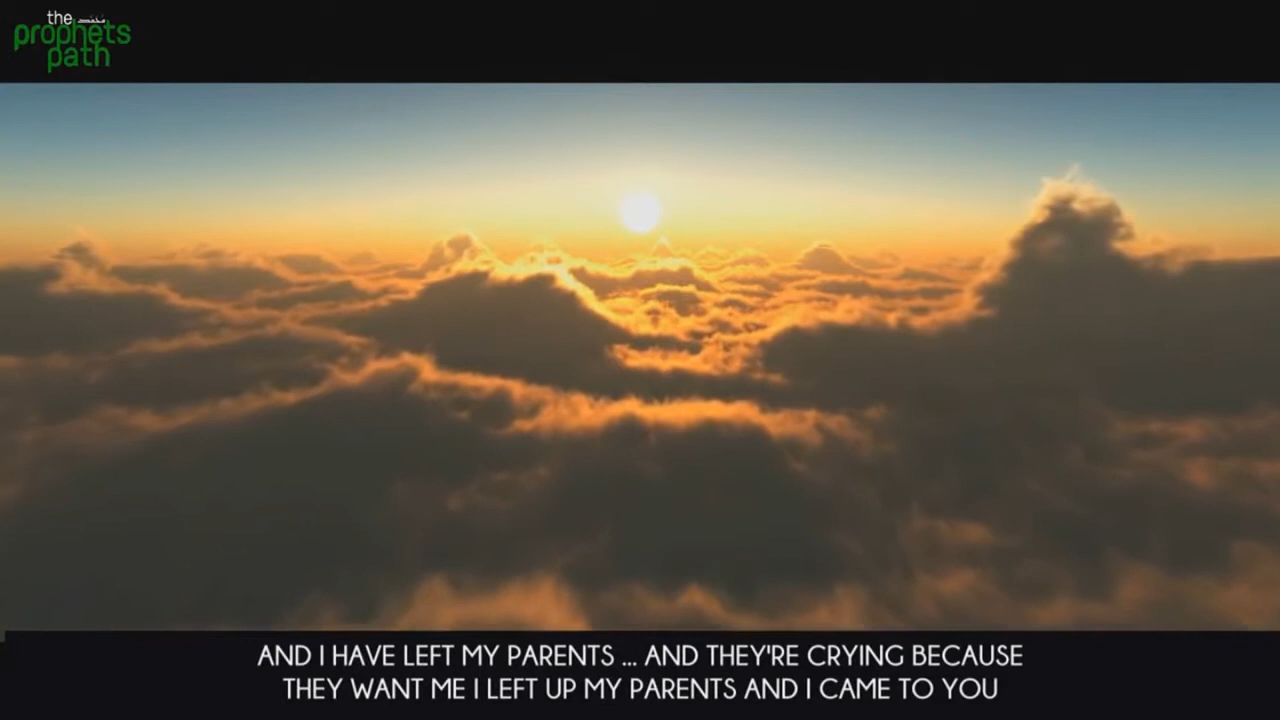 the
prophets
path
AND I HAVE LEFT MY PARENTS ... AND THEY'RE CRYING BECAUSE
THEY WANT ME I LEFT UP MY PARENTS AND I CAME TO YOU